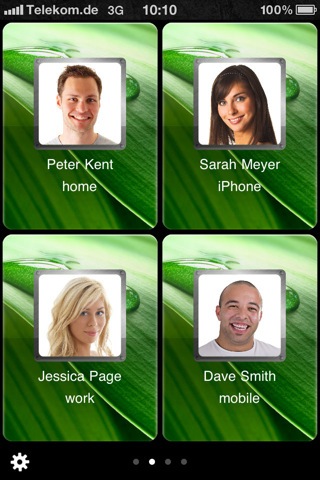 Telekom.de 3G 10:10 100%
Peter Kent
home
Sarah Meyer
iPhone
Jessica Page
work
Dave Smith
mobile